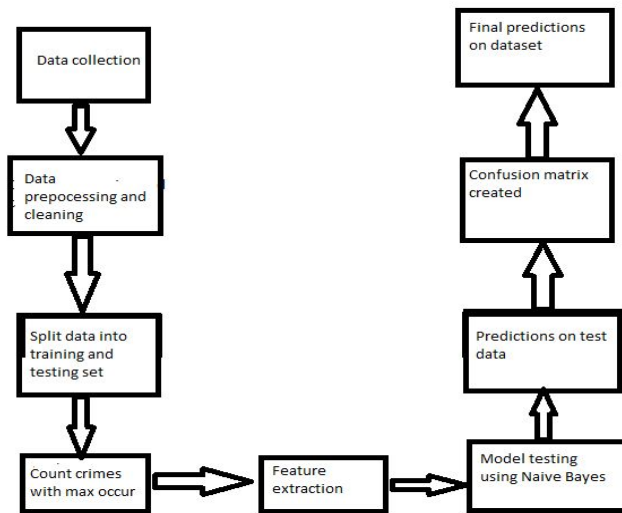 Data collection
Data
prepocessing and
cleaning
Split data into
training and
testing set
Count crimes
with max occur
Feature
extraction
Model testing
using Naive Bayes
Predictions on test
data
Confusion matrix
created
Final predictions
on dataset